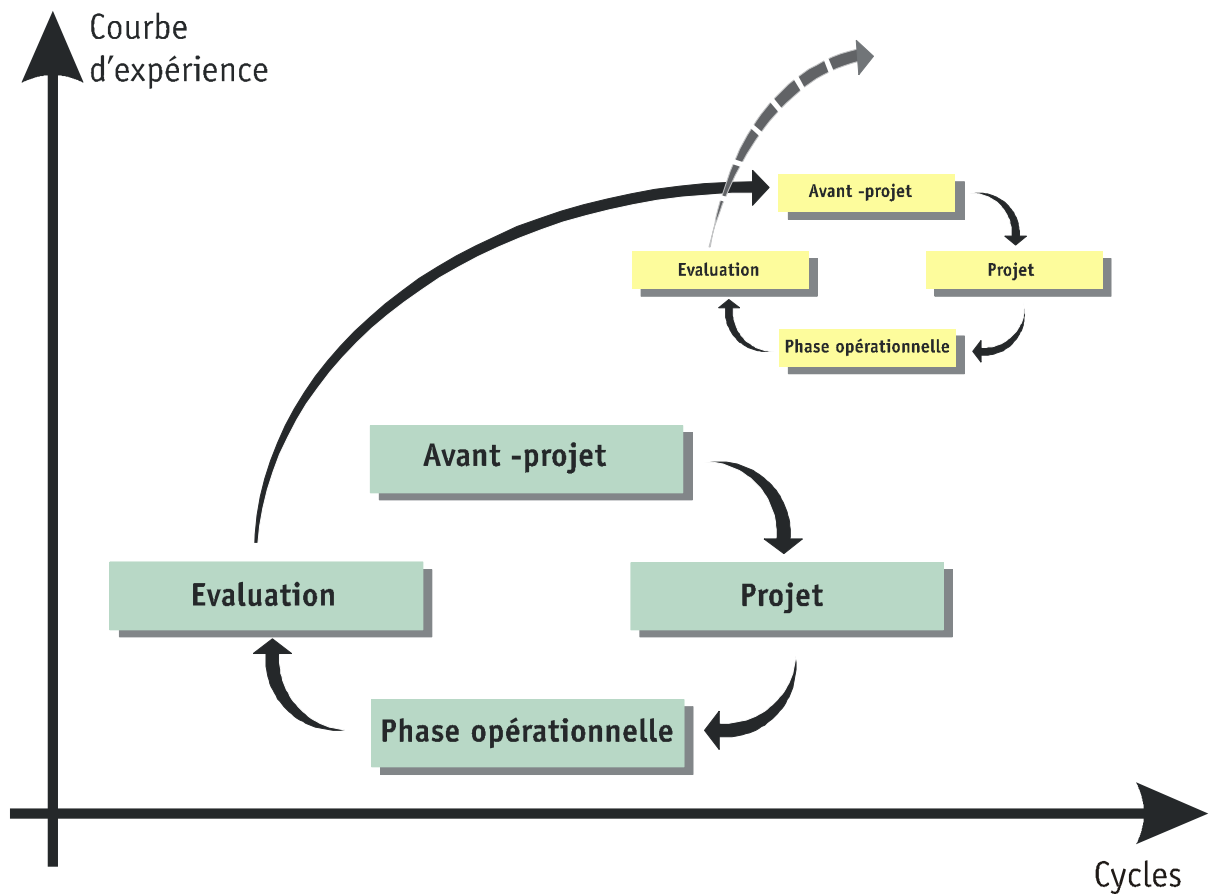 Courbe
d'expérience
Avant -projet
Evaluation
Projet
Phase opérationnelle
Avant -projet
Evaluation
Projet
Phase opérationnelle
Cycles